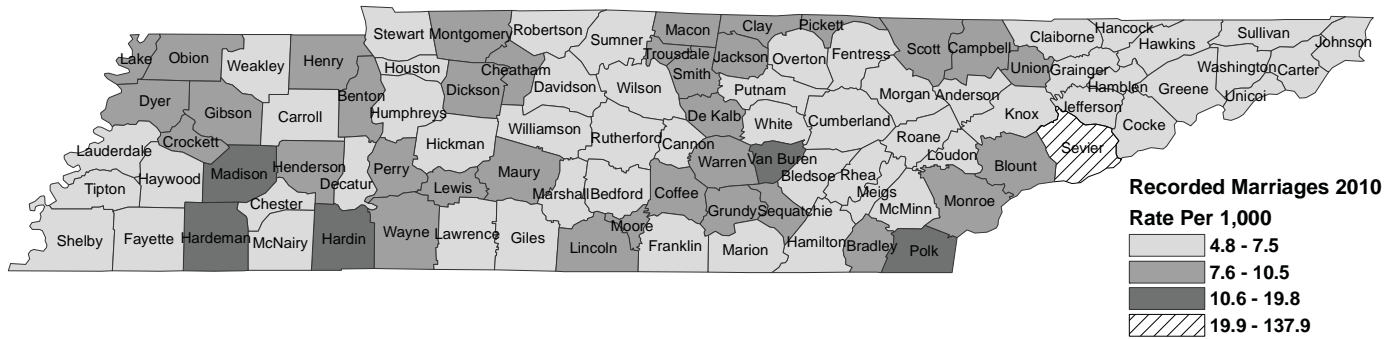 Stewart Montgomery Robertson Sumner Macon Clay Pickett Claiborne Hancock Hawkins Sullivan Johnson
Lake Obion Weakley Henry Houston Cheatham Trousdale Jackson Overton Fentress Scott Campbell Union Grainger Washington Carter
Dyer Gibson Benton Humphreys Dickson Davidson Wilson Smith Putnam Morgan Anderson Hamblen Greene Unicoi
Crockett Carroll Hickman Williamson Rutherford De Kalb White Cumberland Roane Knox Jefferson Cocke
Lauderdale Haywood Madison Henderson Decatur Perry Cannon Warren Van Buren Bledsoe Rhea Loudon Blount Sevier
Tipton Chester Lewis Maury Marshall Bedford Coffee Grundy Sequatchie Meigs McMinn Monroe
Shelby Fayette Hardeman McNairy Hardin Wayne Lawrence Giles Lincoln Moore Franklin Marion Hamilton Bradley Polk
Recorded Marriages 2010
Rate Per 1,000
4.8 - 7.5
7.6 - 10.5
10.6 - 19.8
19.9 - 137.9